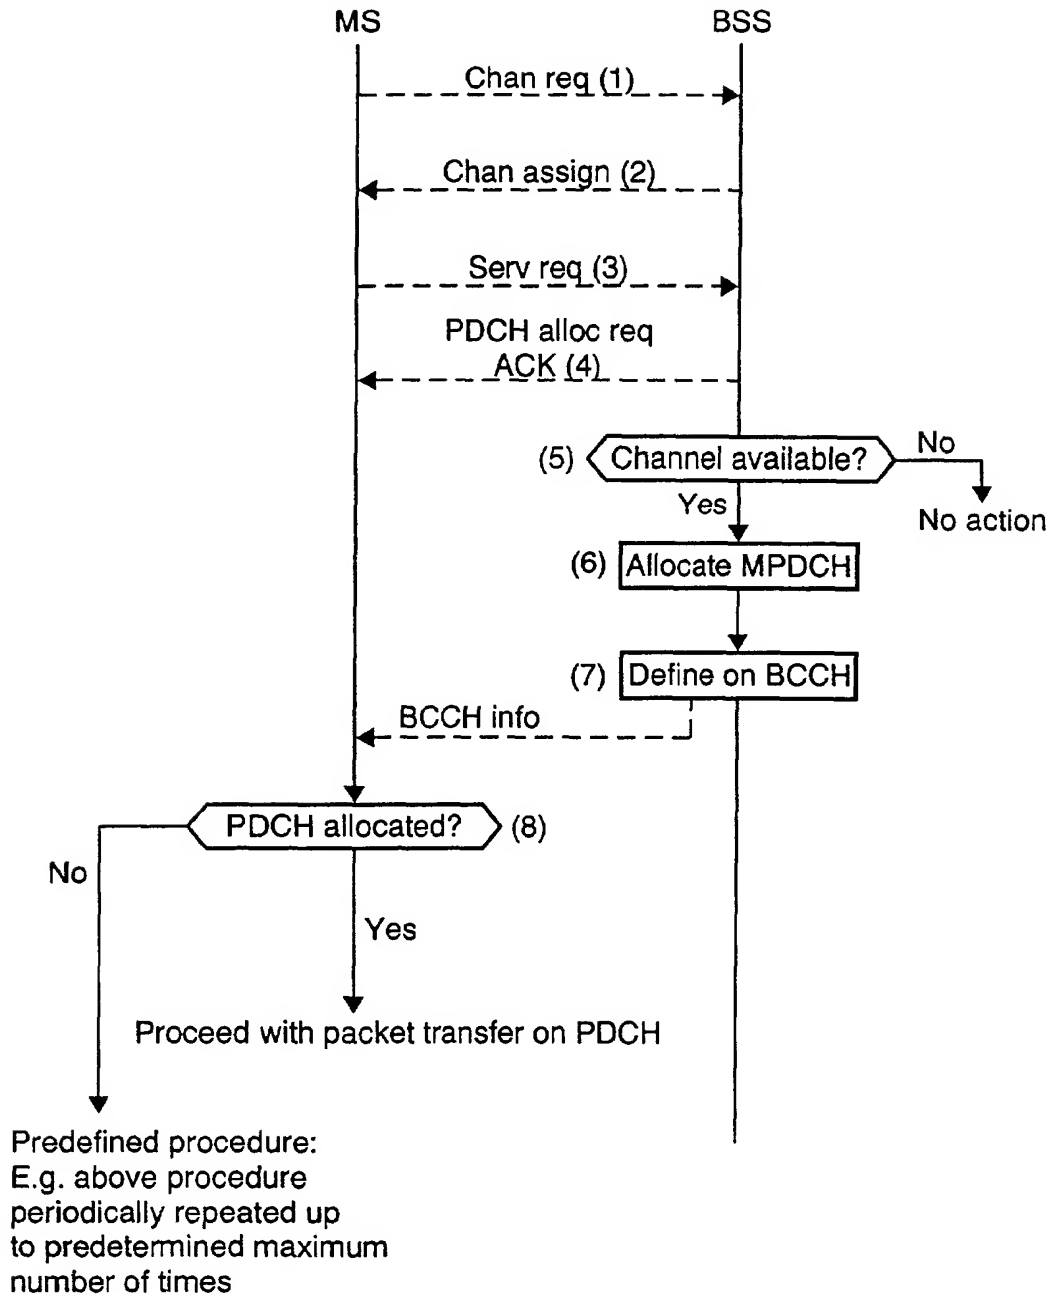 MS
BSS
Chan req (1)
Chan assign (2)
Serv req (3)
PDCH alloc req
ACK (4)
(5)
Channel available?
No
Yes
No action
(6)
Allocate MPDCH
(7)
Define on BCCH
BCCH info
PDCH allocated?
(8)
No
Yes
Proceed with packet transfer on PDCH
Predefined procedure:
E.g. above procedure
periodically repeated up
to predetermined maximum
number of times